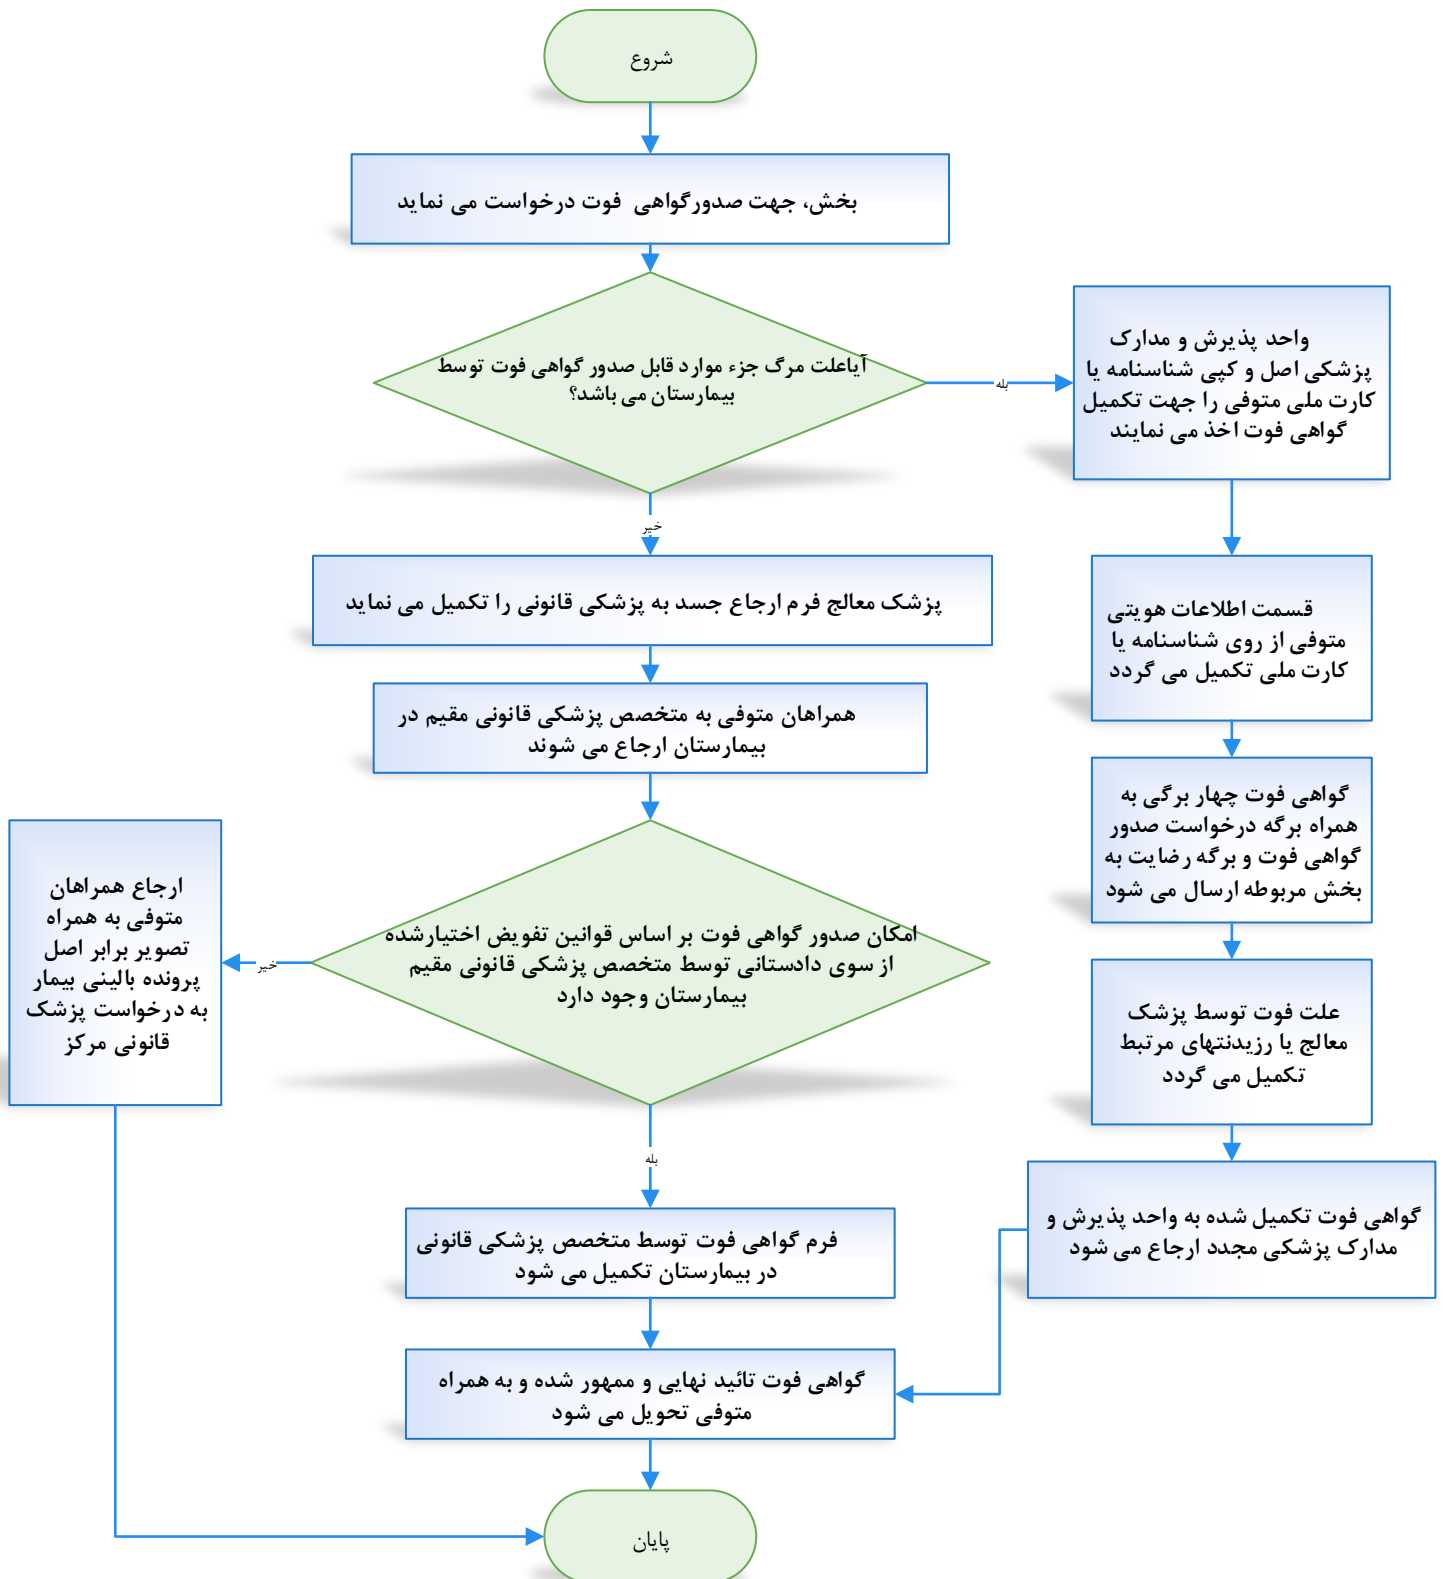 شروع
بخش، جهت صدورگواهی فوت درخواست می نماید
آیاعلت مرگ جزء موارد قابل صدور گواهی فوت توسط
بیمارستان می باشد؟
بله
واحد پذیرش و مدارک
پزشکی اصل و کپی شناسنامه یا
کارت ملی متوفی را جهت تکمیل
گواهی فوت اخذ می نمایند
خیر
پزشک معالج فرم ارجاع جسد به پزشکی قانونی را تکمیل می نماید
قسمت اطلاعات هویتی
متوفی از روی شناسنامه یا
کارت ملی تکمیل می گردد
همراهان متوفی به متخصص پزشکی قانونی مقیم در
بیمارستان ارجاع می شوند
گواهی فوت چهار برگی به
همراه برگه درخواست صدور
گواهی فوت و برگه رضایت به
بخش مربوطه ارسال می شود
امکان صدور گواهی فوت بر اساس قوانین تفویض اختیارشده
از سوی دادستانی توسط متخصص پزشکی قانونی مقیم
بیمارستان وجود دارد
خیر
ارجاع همراهان
متوفی به همراه
تصویر برابر اصل
پرونده بالینی بیمار
به درخواست پزشک
قانونی مرکز
علت فوت توسط پزشک
معالج یا رزیدنتهای مرتبط
تکمیل می گردد
بله
گواهی فوت تکمیل شده به واحد پذیرش و
مدارک پزشکی مجدد ارجاع می شود
فرم گواهی فوت توسط متخصص پزشکی قانونی
در بیمارستان تکمیل می شود
گواهی فوت تائید نهایی و ممهور شده و به همراه
متوفی تحویل می شود
پایان